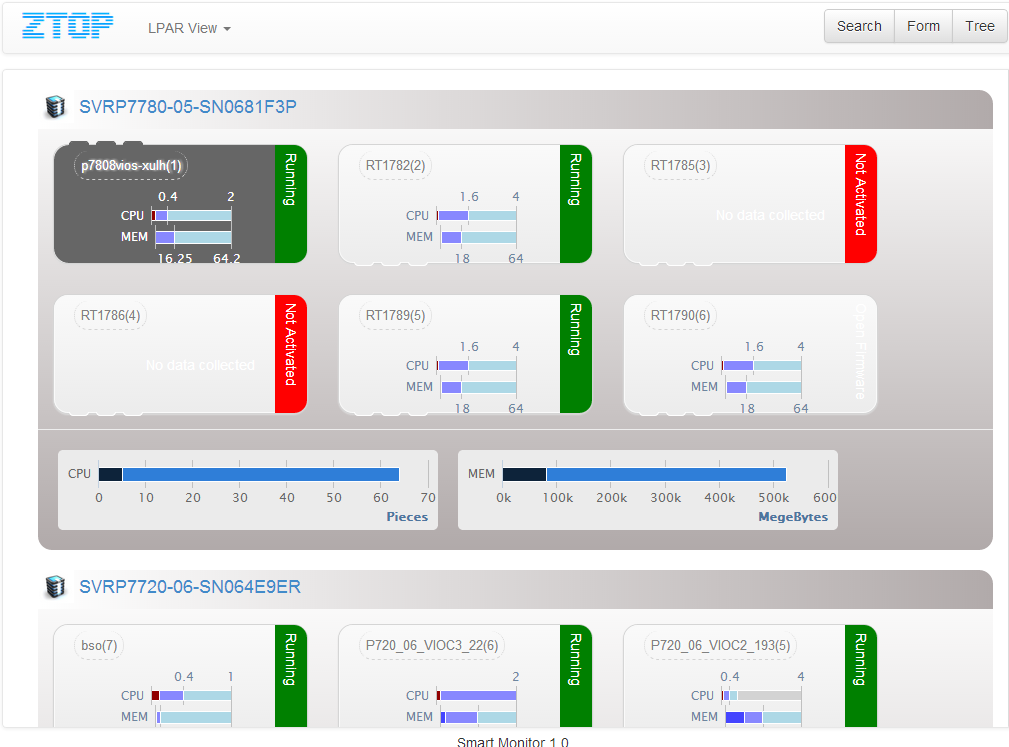 ZTOP
LPAR View
Search Form Tree
SVRP7780-05-SN0681F3P
p7808vios-xulh(1)
Running
0.4 2
CPU
MEM
16.25 64.2
RT1782(2)
Running
1.6 4
CPU
MEM
18 64
RT1785(3)
Not Activated
No data collected
RT1786(4)
Not Activated
No data collected
RT1789(5)
Running
1.6 4
CPU
MEM
18 64
RT1790(6)
Open Firmware
1.6 4
CPU
MEM
18 64
CPU
0 10 20 30 40 50 60 70
Pieces
MEM
0k 100k 200k 300k 400k 500k 600
MegeBytes
SVRP7720-06-SN064E9ER
bso(7)
Running
0.4 1
CPU
MEM
P720_06_VIOC3_22(6)
Running
2
CPU
MEM
P720_06_VIOC2_193(5)
Running
0.4 4
CPU
MEM
Smart Monitor 1.0